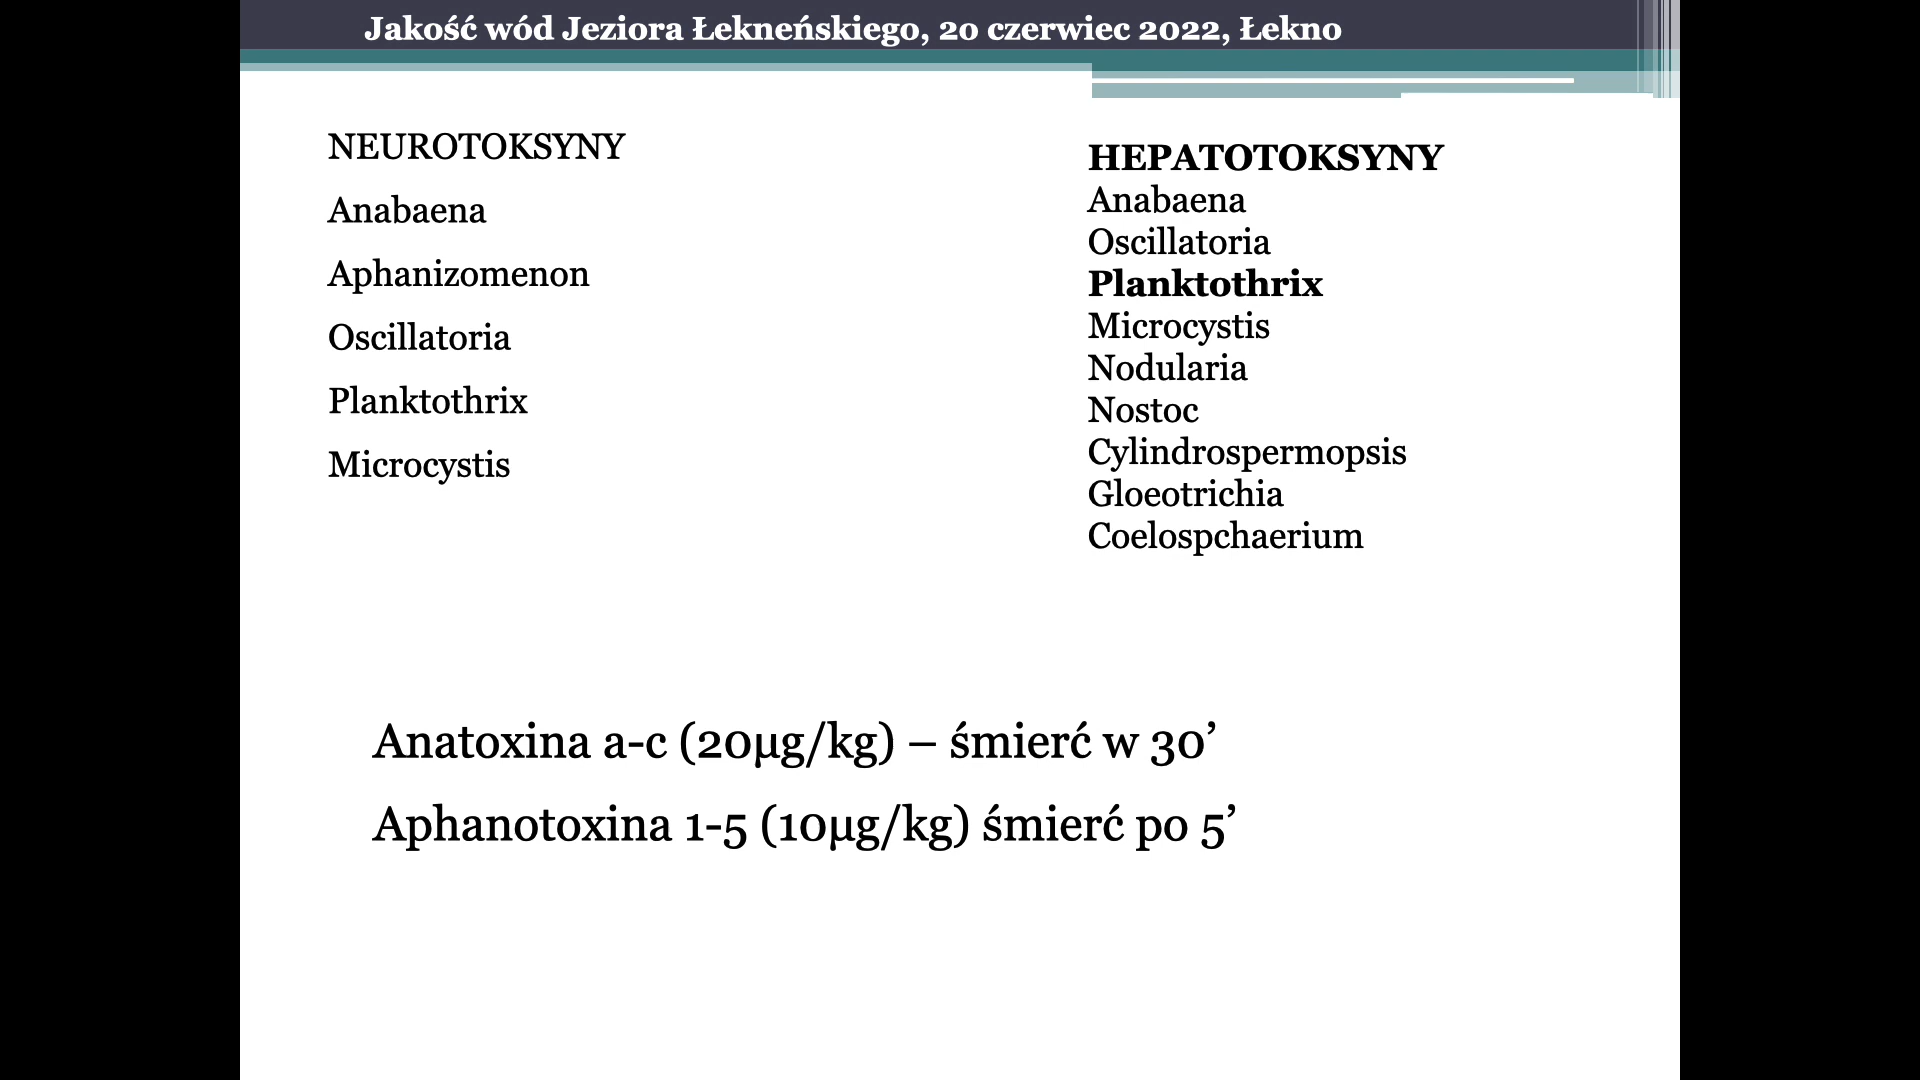 Jakość wód Jeziora Łekneńskiego, 20 czerwiec 2022, Łekno
NEUROTOKSYNY
Anabaena
Aphanizomenon
Oscillatoria
Planktothrix
Microcystis
HEPATOTOKSYNY
Anabaena
Oscillatoria
Planktothrix
Microcystis
Nodularia
Nostoc
Cylindrospermopsis
Gloeotrichia
Coelospchaerium
Anatoxina a-c (20µg/kg) – śmierć w 30’
Aphanotoxina 1-5 (10µg/kg) śmierć po 5’